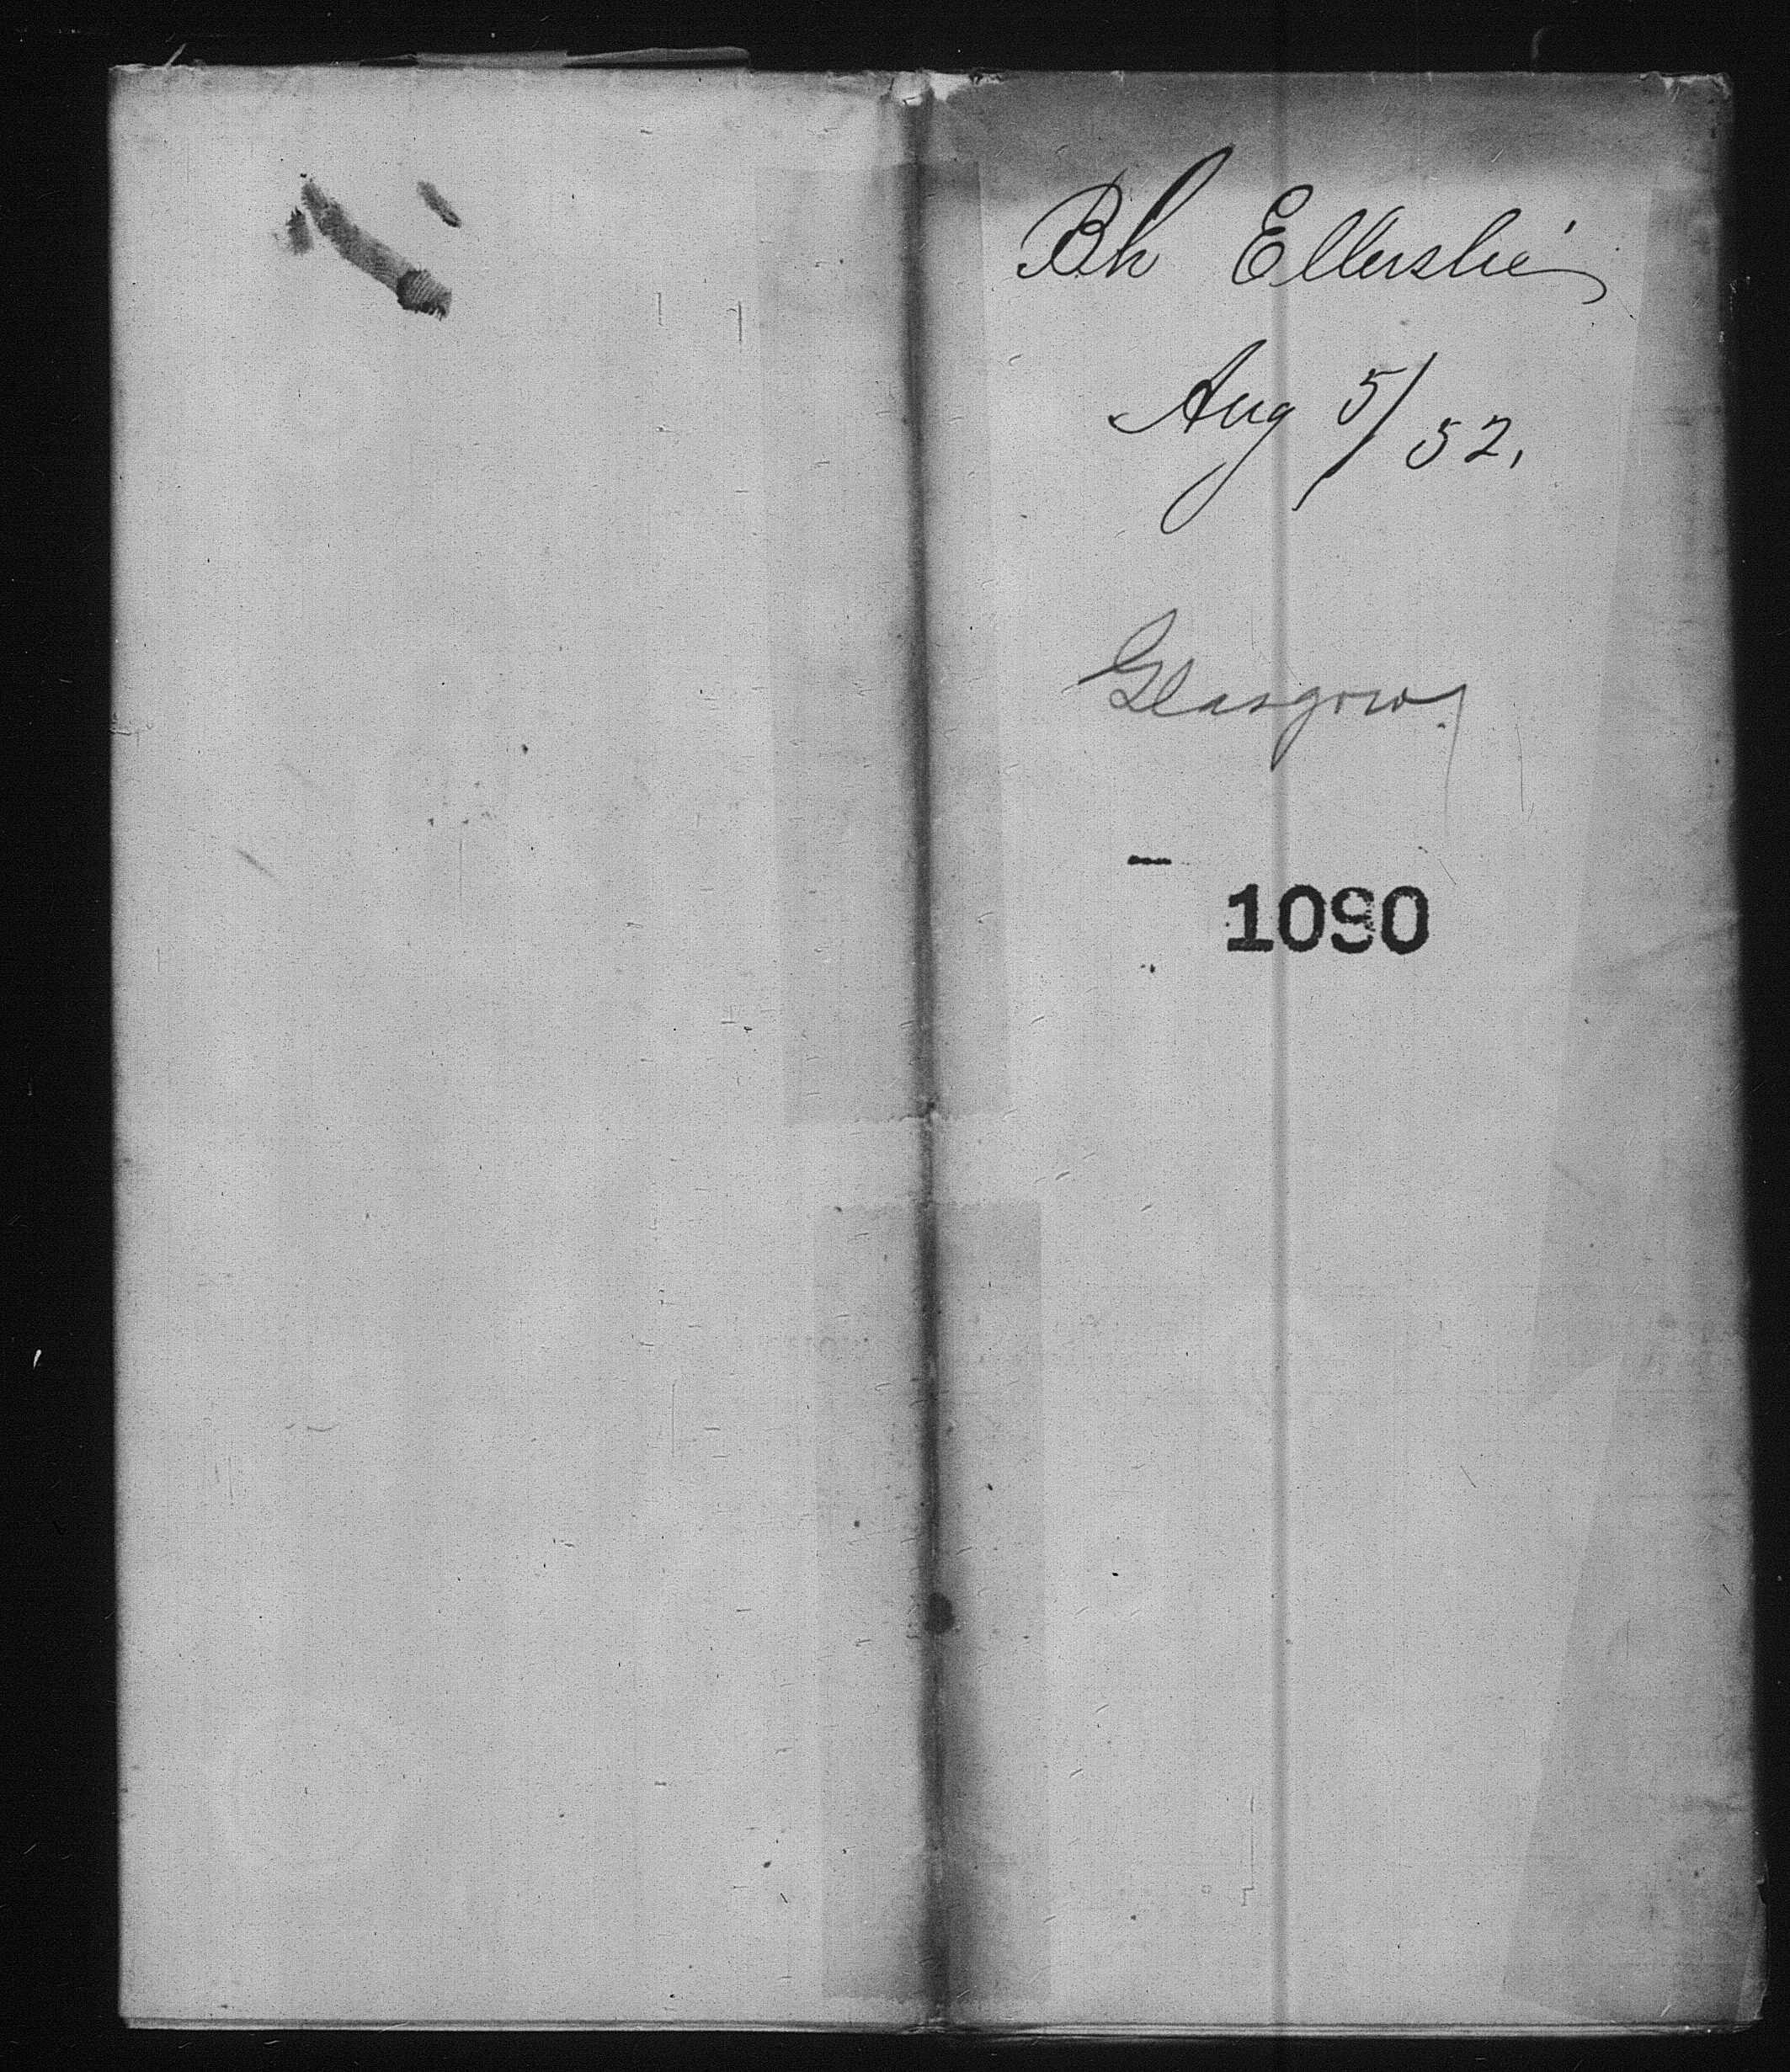 Bk Ellerslie
Aug 5/52.
Glasgow
1090